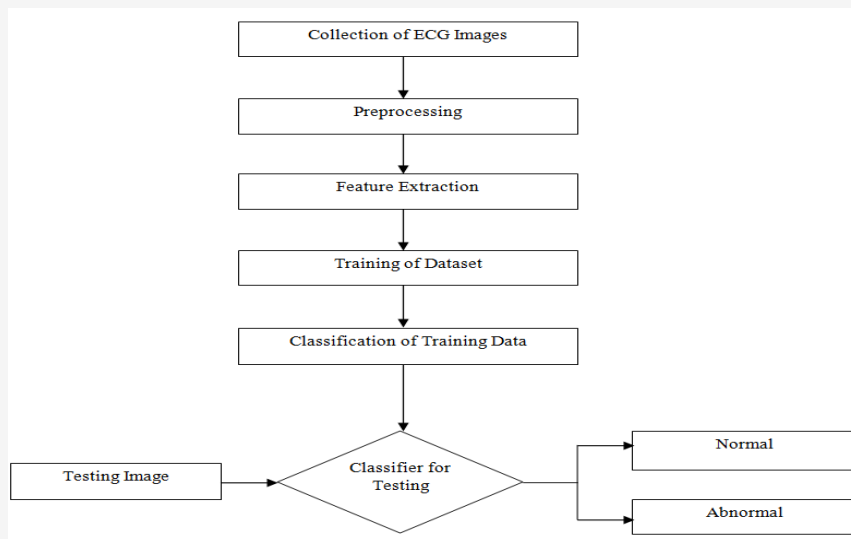 Collection of ECG Images
Preprocessing
Feature Extraction
Training of Dataset
Classification of Training Data
Testing Image
Classifier for
Testing
Normal
Abnormal